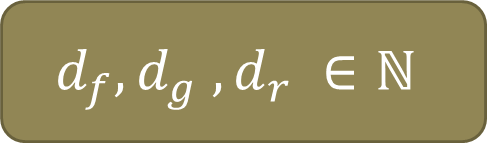 d_f, d_g , d_r ∈ ℕ